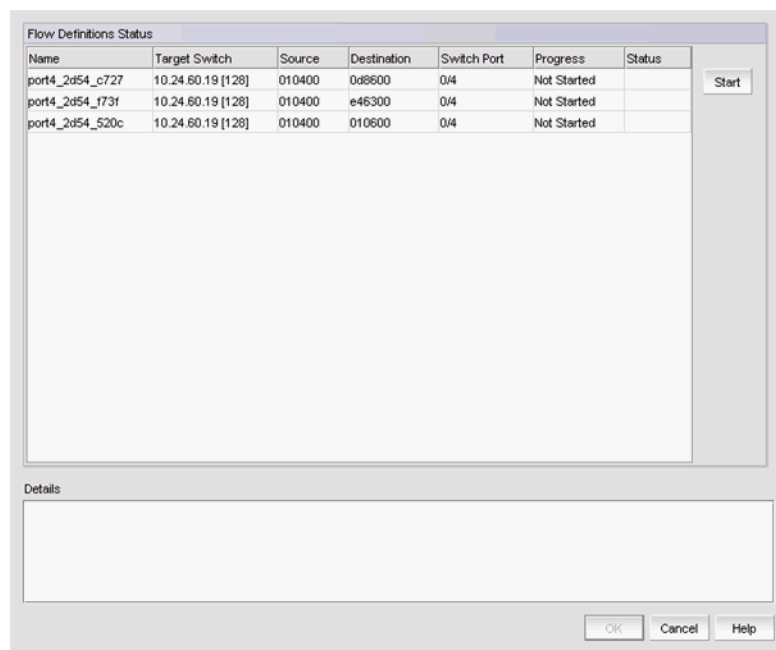 Flow Definitions Status
Name Target Switch Source Destination Switch Port Progress Status
port4_2d54_c727 10.24.60.19 [128] 010400 0d8600 0/4 Not Started
Start
port4_2d54_f73f 10.24.60.19 [128] 010400 e46300 0/4 Not Started
port4_2d54_520c 10.24.60.19 [128] 010400 010600 0/4 Not Started
Details
OK Cancel Help